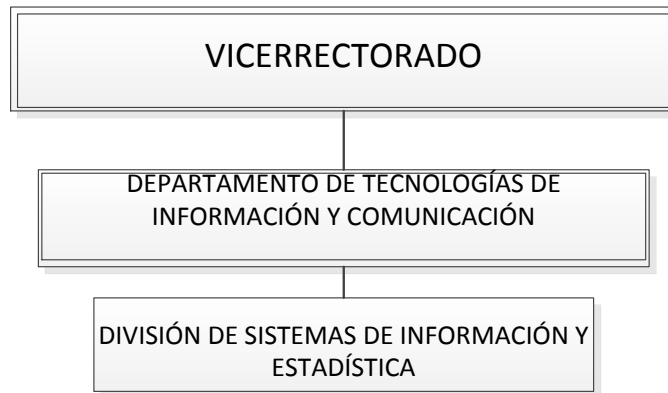 VICERRECTORADO
DEPARTAMENTO DE TECNOLOGÍAS DE
INFORMACIÓN Y COMUNICACIÓN
DIVISIÓN DE SISTEMAS DE INFORMACIÓN Y
ESTADÍSTICA